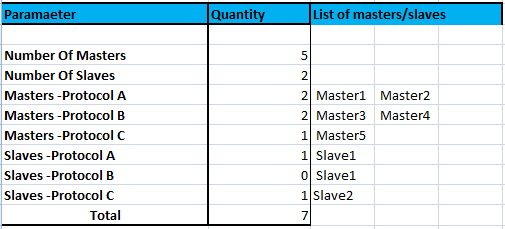 Paramaeter Quantity List of masters/slaves
Number Of Masters 5
Number Of Slaves 2
Masters -Protocol A 2 Master1 Master2
Masters -Protocol B 2 Master3 Master4
Masters -Protocol C 1 Master5
Slaves -Protocol A 1 Slave1
Slaves -Protocol B 0 Slave1
Slaves -Protocol C 1 Slave2
Total 7